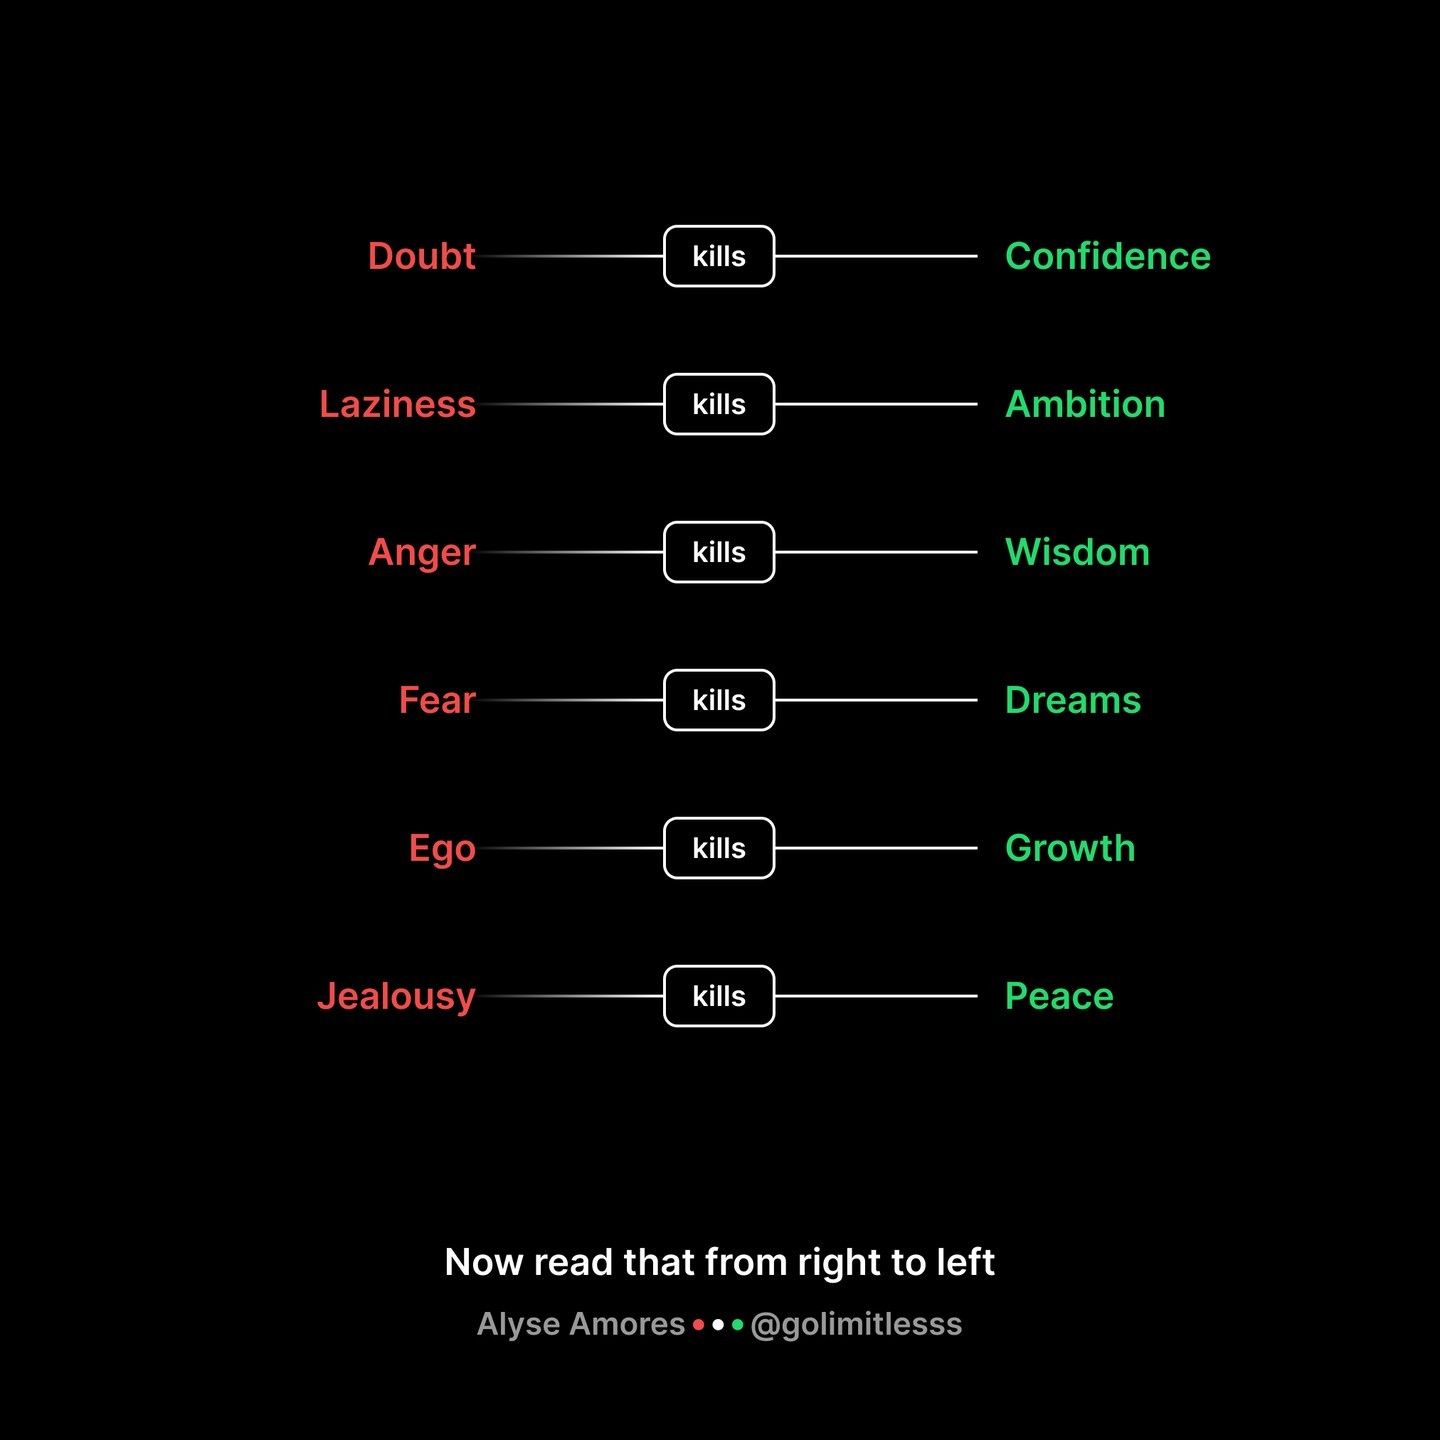 Doubt kills Confidence
Laziness kills Ambition
Anger kills Wisdom
Fear kills Dreams
Ego kills Growth
Jealousy kills Peace
Now read that from right to left
Alyse Amores @golimitlesss